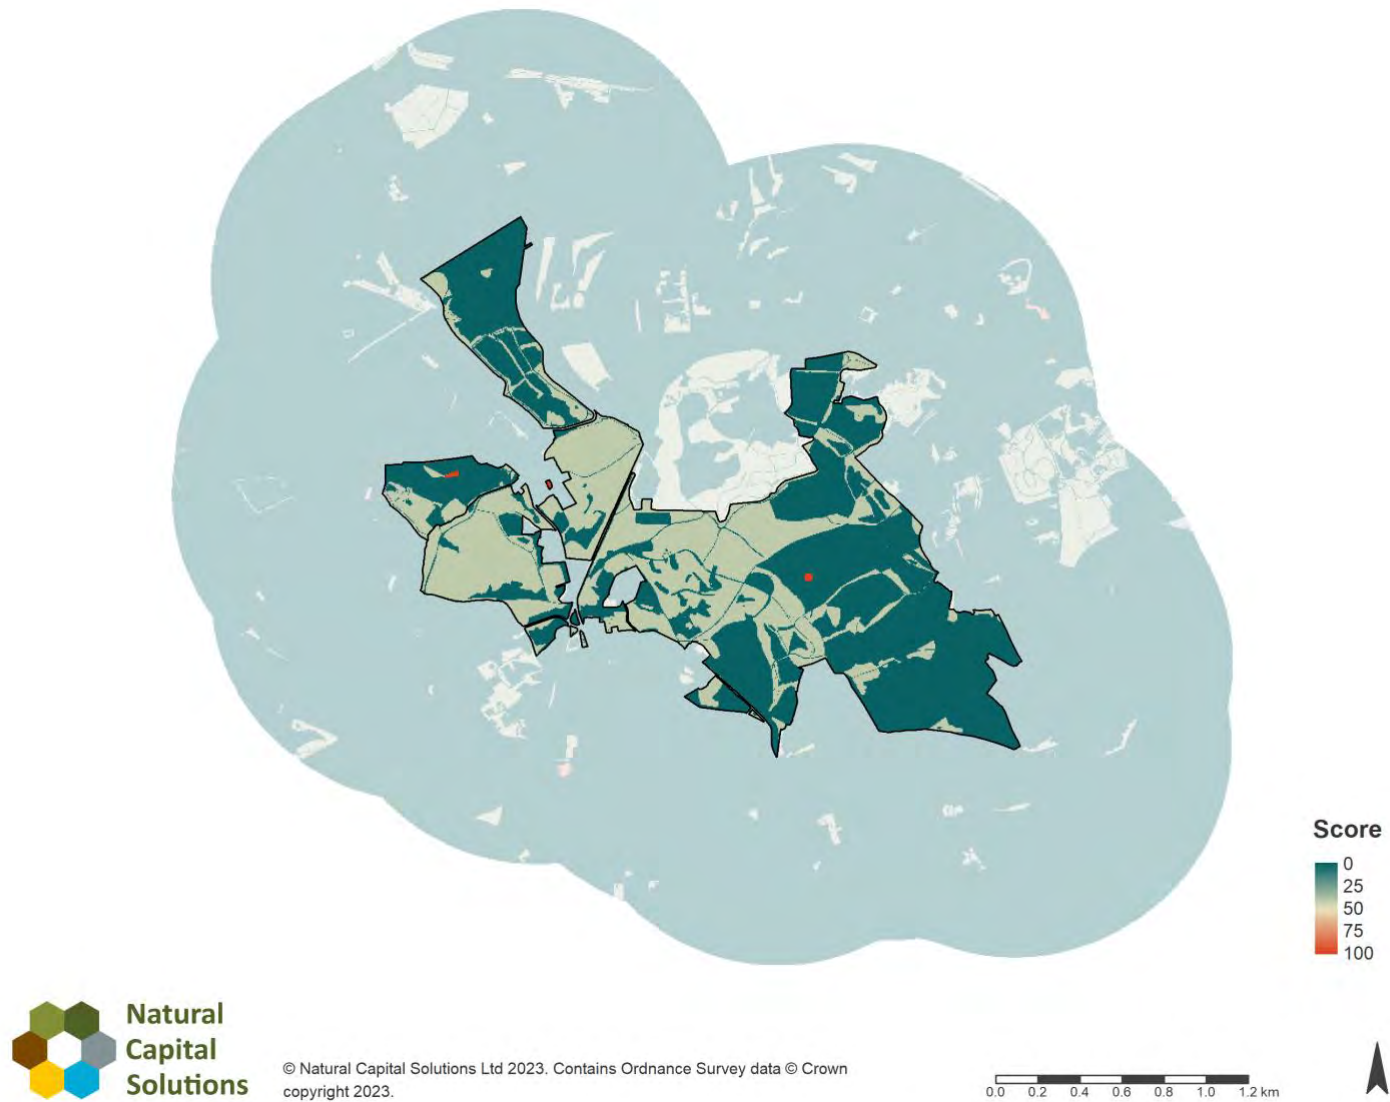 Score
0
25
50
75
100
Natural
Capital
Solutions
© Natural Capital Solutions Ltd 2023. Contains Ordnance Survey data © Crown
copyright 2023.
0.0 0.2 0.4 0.6 0.8 1.0 1.2 km